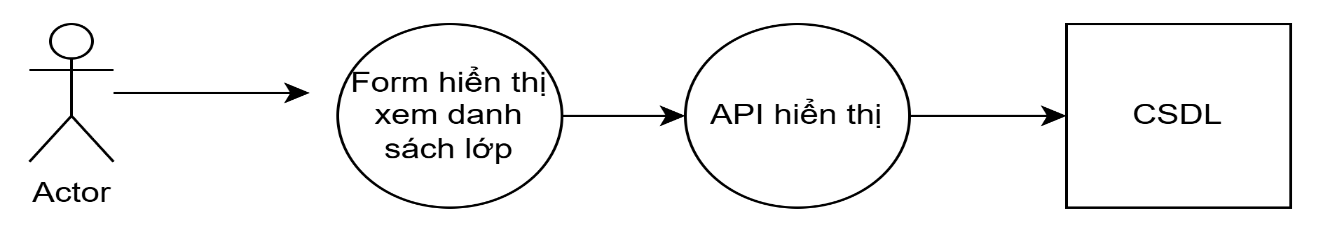 Form hiển thị
xem danh
sách lớp
API hiển thị
CSDL
Actor